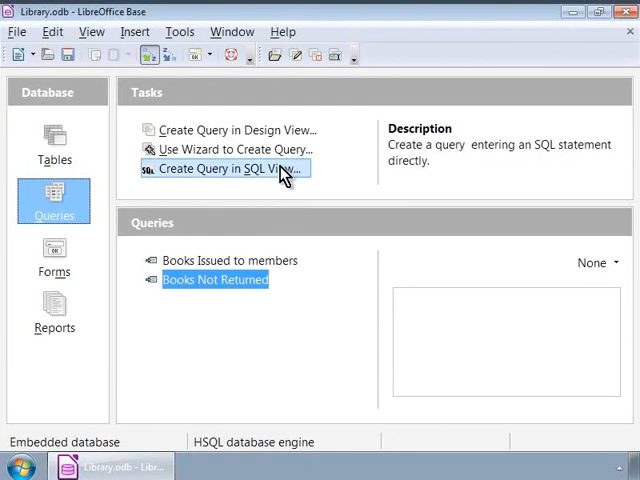 Library.odb - LibreOffice Base
File Edit View Insert Tools Window Help
Database
Tables
Queries
Forms
Reports
Tasks
Create Query in Design View...
Use Wizard to Create Query...
SQL Create Query in SQL View...
Description
Create a query entering an SQL statement
directly.
Queries
Books Issued to members
Books Not Returned
None
Embedded database HSQL database engine
Library.odb - Libr...